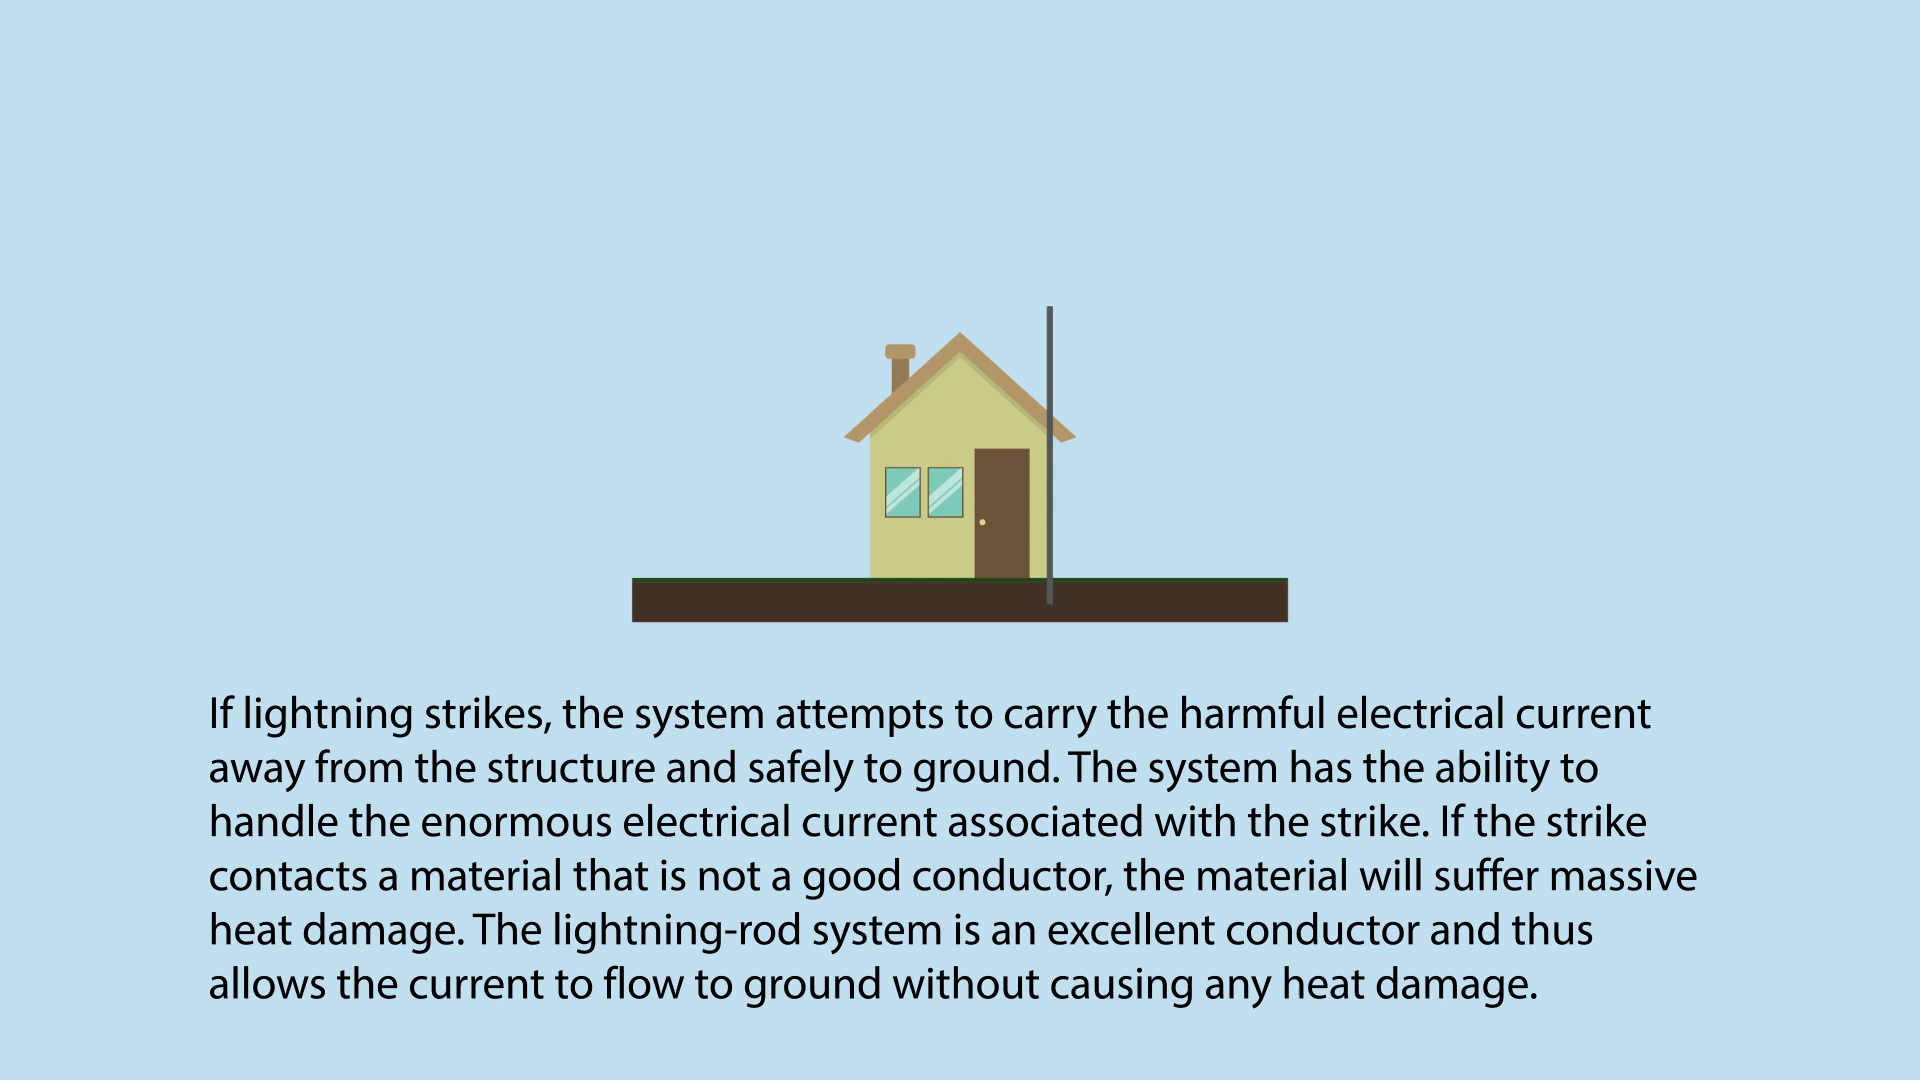 If lightning strikes, the system attempts to carry the harmful electrical current
away from the structure and safely to ground. The system has the ability to
handle the enormous electrical current associated with the strike. If the strike
contacts a material that is not a good conductor, the material will suffer massive
heat damage. The lightning-rod system is an excellent conductor and thus
allows the current to flow to ground without causing any heat damage.